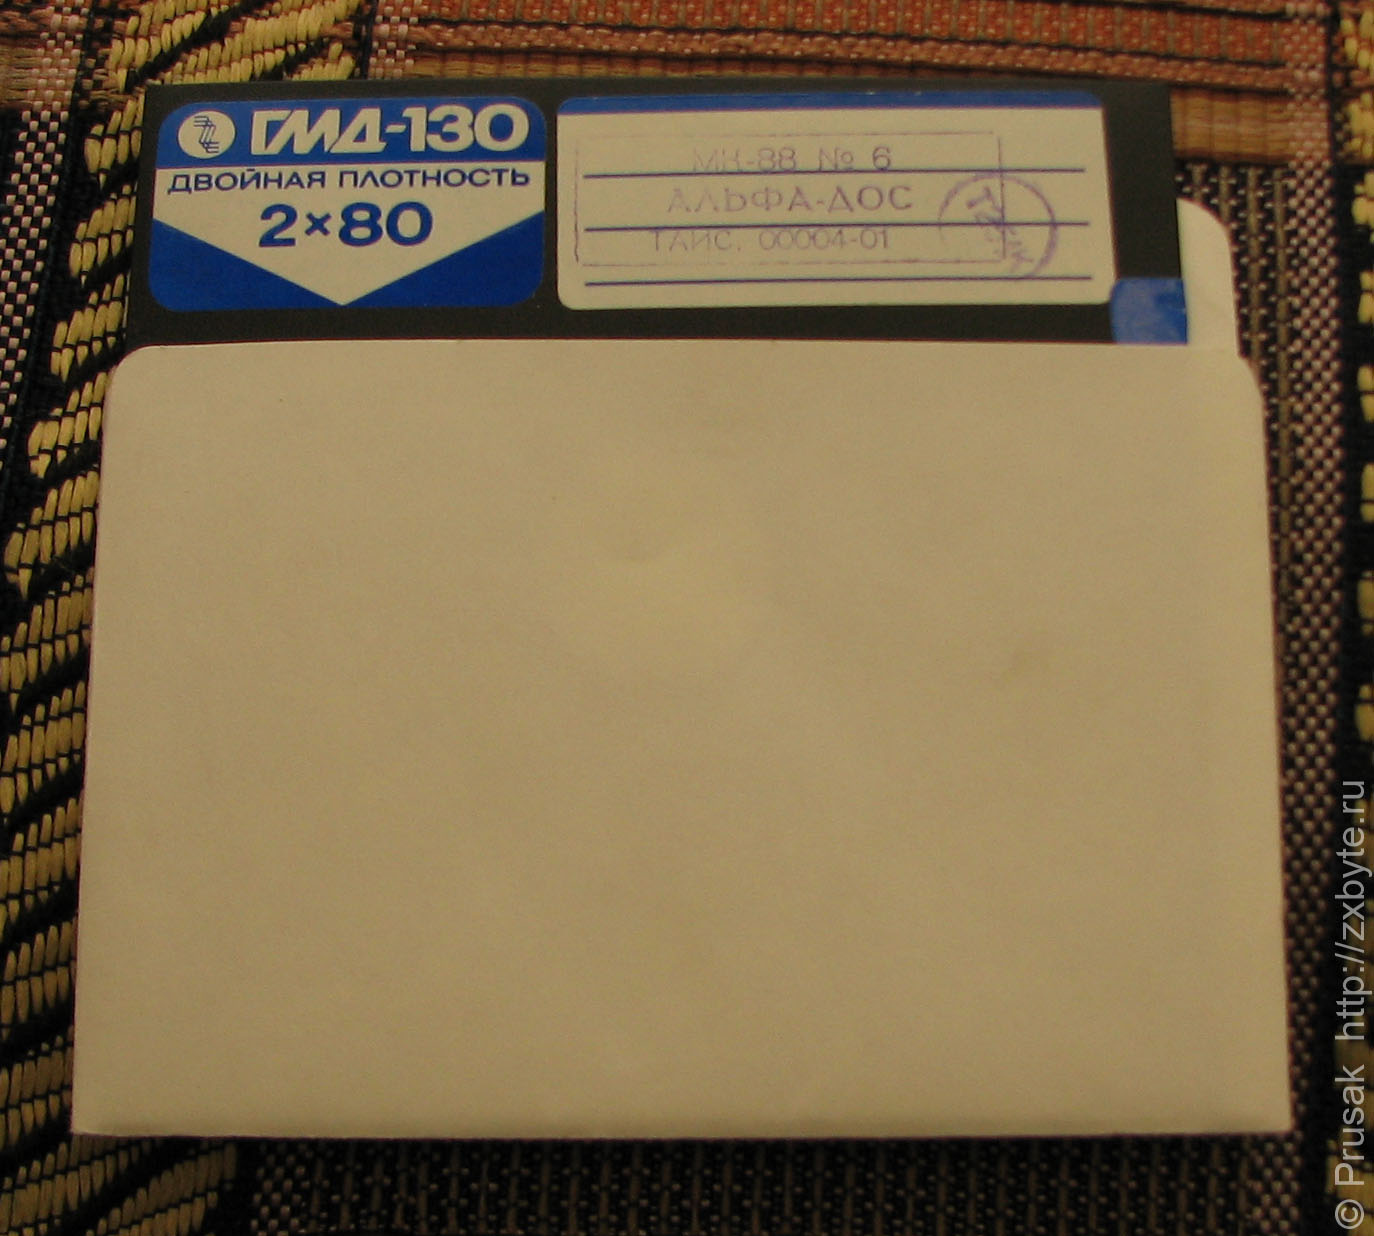 ГМД-130
ДВОЙНАЯ ПЛОТНОСТЬ
2×80
МК-88 № 6
АЛЬФА-ДОС
ТАИС. 00004-01
© Prusak http://zxbyte.ru